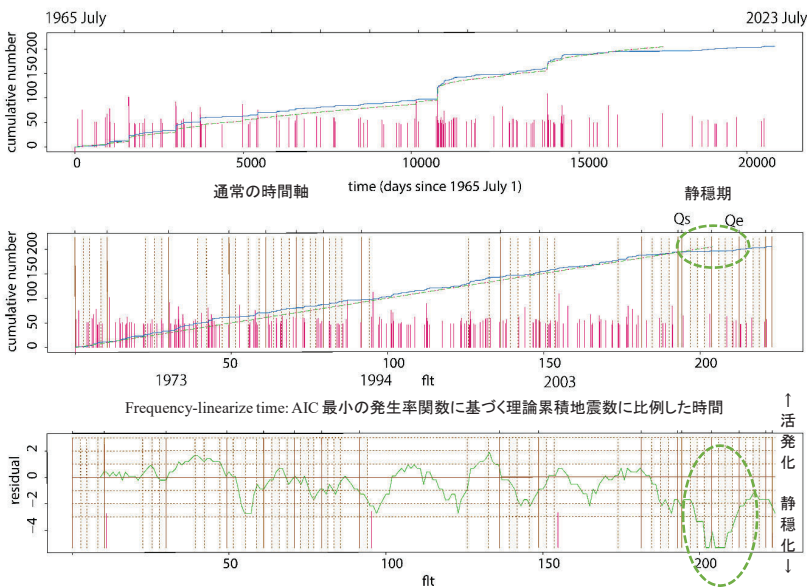 1965 July 2023 July
cumulative number
0 50 100 150 200
0 5000 10000 15000 20000
通常の時間軸 time (days since 1965 July 1) 静穏期
Qs Qe
cumulative number
0 50 100 150 200
50 100 150 200
1973 1994 flt 2003
Frequency-linearize time: AIC 最小の発生率関数に基づく理論累積地震数に比例した時間
↑活発化
residual
2 0 −2 −4
静穏化↓
50 100 150 200
flt